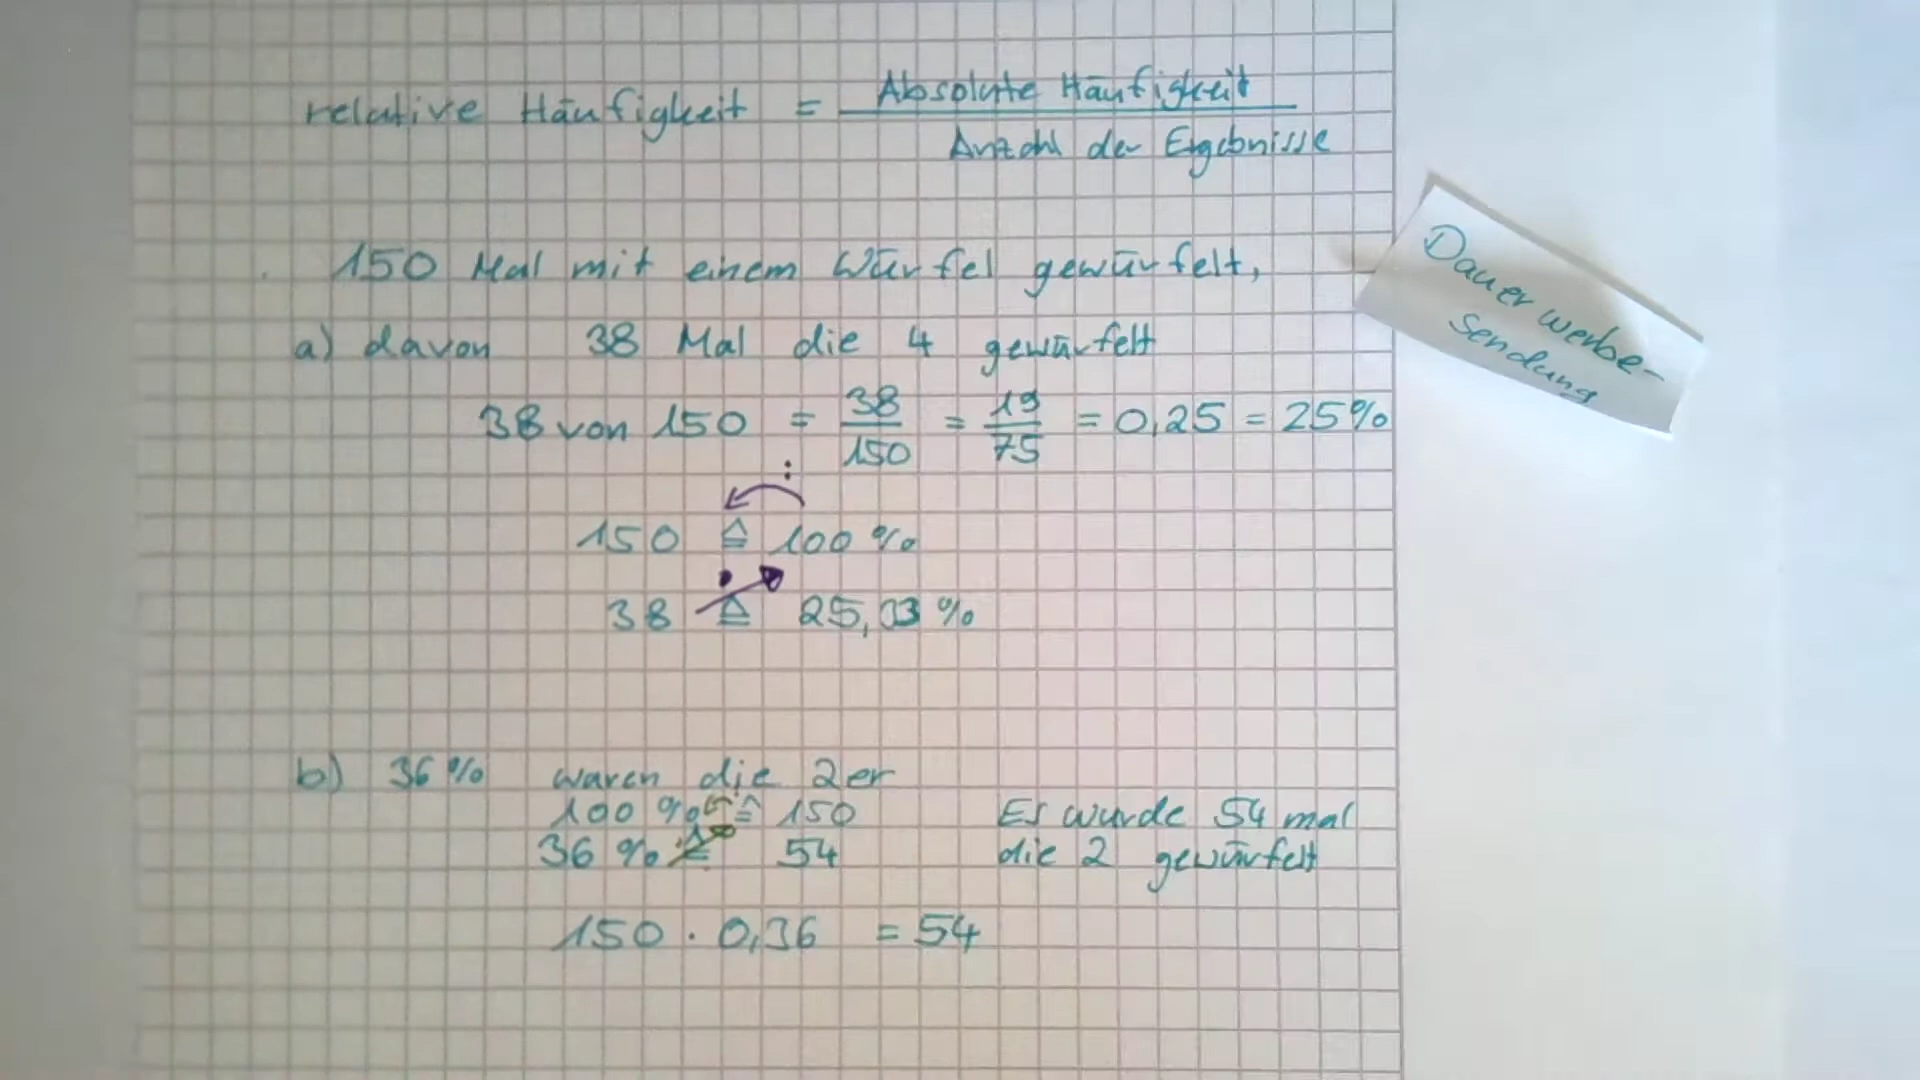 relative Häufigkeit = Absolute Häufigkeit / Anzahl der Ergebnisse
150 Mal mit einem Würfel gewürfelt,
a) davon 38 Mal die 4 gewürfelt
38 von 150 = 38/150 = 19/75 = 0,25 = 25%
:
150 ≙ 100 %
•
38 ≙ 25,33 %
b) 36% waren die 2er
100 % ≙ 150
36 % ≙ 54
Es wurde 54 mal
die 2 gewürfelt
150 · 0,36 = 54
Dauerwerbe-
sendung